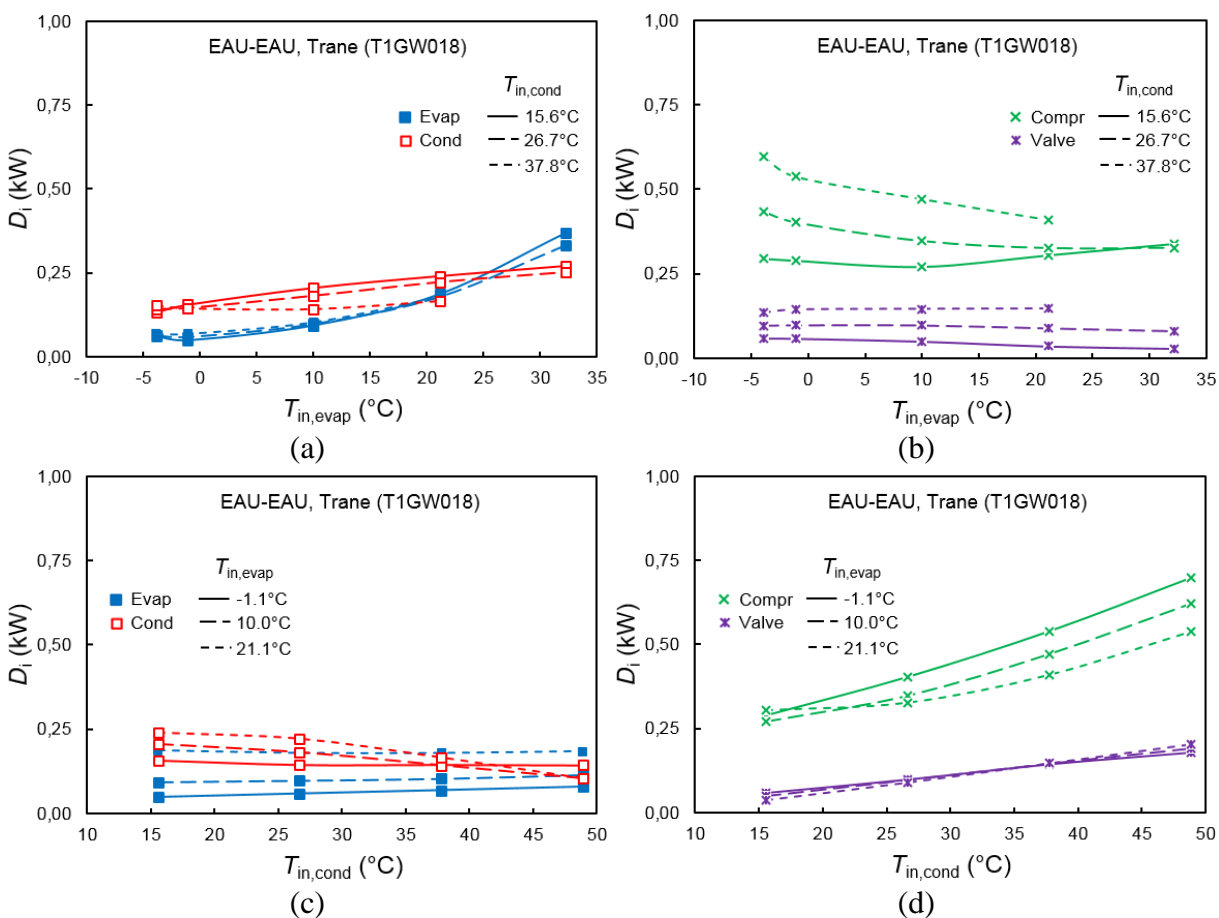 1,00
0,75
0,50
0,25
0,00
D_i (kW)
EAU-EAU, Trane (T1GW018)
T_in,cond
Evap
Cond
15.6°C
26.7°C
37.8°C
-10 -5 0 5 10 15 20 25 30 35
T_in,evap (°C)
(a)
1,00
0,75
0,50
0,25
0,00
D_i (kW)
EAU-EAU, Trane (T1GW018)
T_in,cond
Compr
Valve
15.6°C
26.7°C
37.8°C
-10 -5 0 5 10 15 20 25 30 35
T_in,evap (°C)
(b)
1,00
0,75
0,50
0,25
0,00
D_i (kW)
EAU-EAU, Trane (T1GW018)
T_in,evap
Evap
Cond
-1.1°C
10.0°C
21.1°C
10 15 20 25 30 35 40 45 50
T_in,cond (°C)
(c)
1,00
0,75
0,50
0,25
0,00
D_i (kW)
EAU-EAU, Trane (T1GW018)
T_in,evap
Compr
Valve
-1.1°C
10.0°C
21.1°C
10 15 20 25 30 35 40 45 50
T_in,cond (°C)
(d)